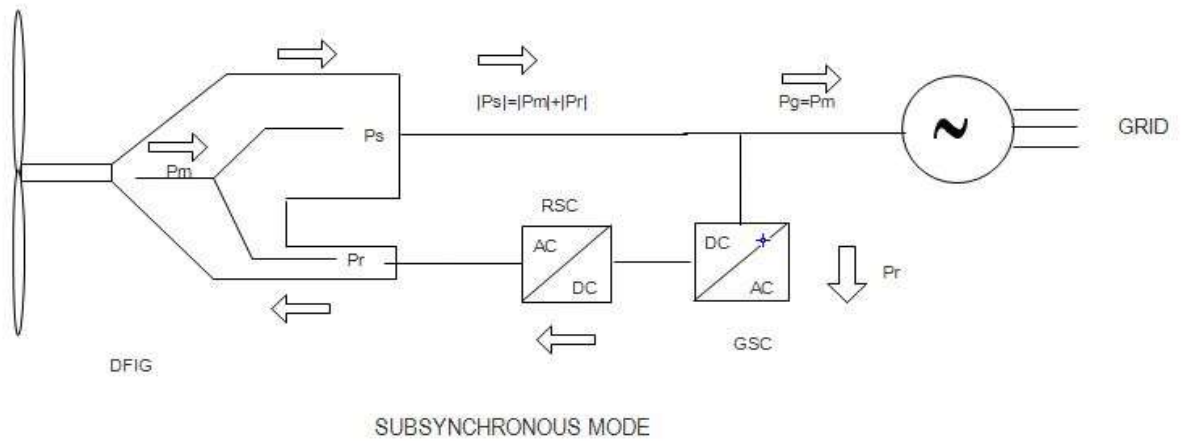 |Ps|=|Pm|+|Pr|
Pg=Pm
Ps
GRID
Pm
RSC
AC
DC
DC
AC
Pr
Pr
GSC
DFIG
SUBSYNCHRONOUS MODE